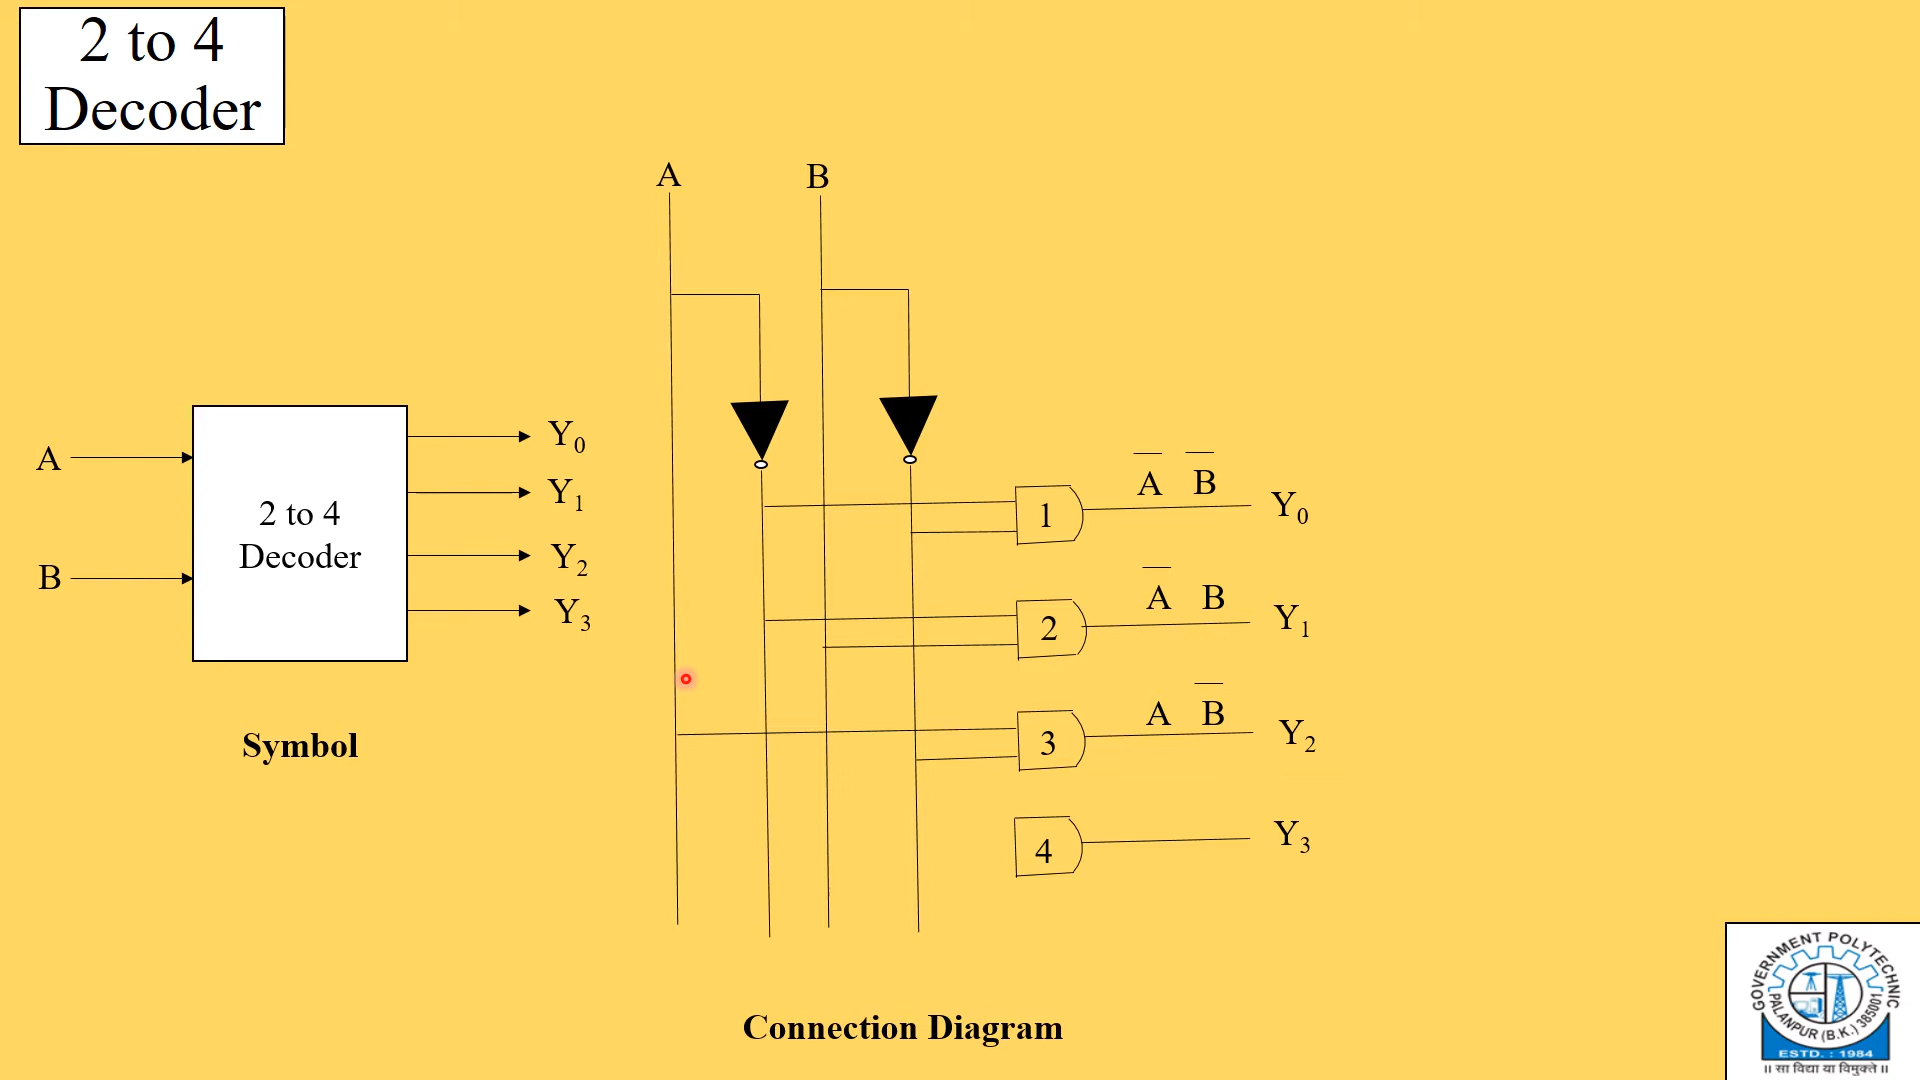 2 to 4
Decoder
A
B
2 to 4
Decoder
Y0
Y1
Y2
Y3
Symbol
A
B
1
A̅ B̅
Y0
2
A̅ B
Y1
3
A B̅
Y2
4
Y3
Connection Diagram
GOVERNMENT POLYTECHNIC
PALANPUR (B.K.) 385001
ESTD. : 1984
॥ सा विद्या या विमुक्ते ॥